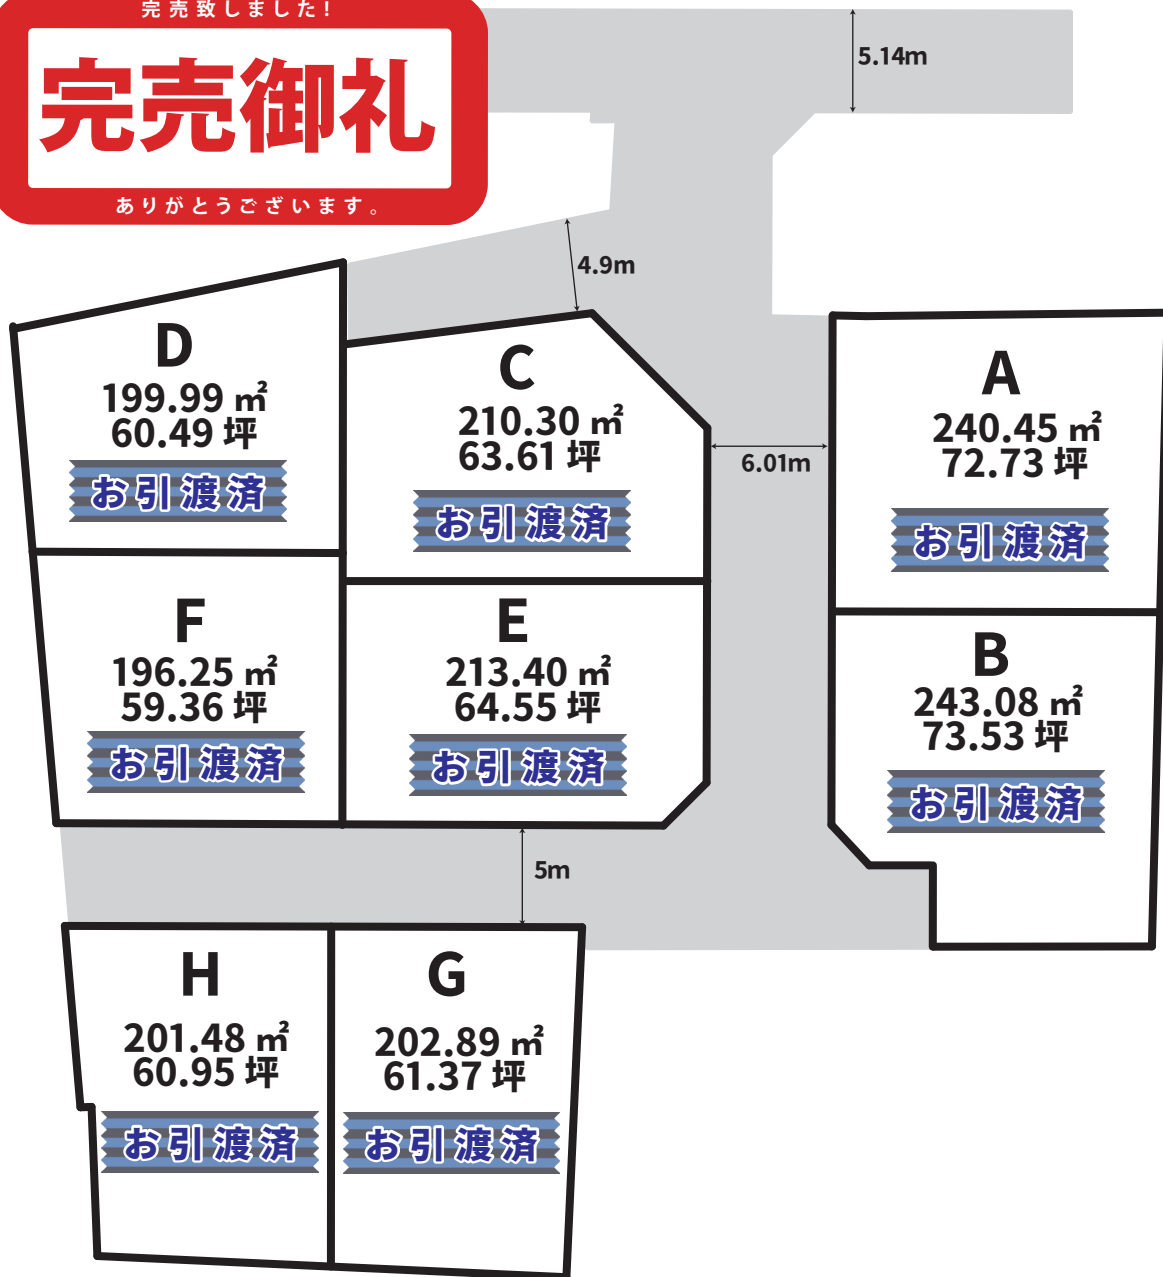 完売致しました!
完売御礼
ありがとうございます。
5.14m
4.9m
D
199.99 ㎡
60.49 坪
お引渡済
C
210.30 ㎡
63.61 坪
お引渡済
6.01m
A
240.45 ㎡
72.73 坪
お引渡済
F
196.25 ㎡
59.36 坪
お引渡済
E
213.40 ㎡
64.55 坪
お引渡済
B
243.08 ㎡
73.53 坪
お引渡済
5m
H
201.48 ㎡
60.95 坪
お引渡済
G
202.89 ㎡
61.37 坪
お引渡済